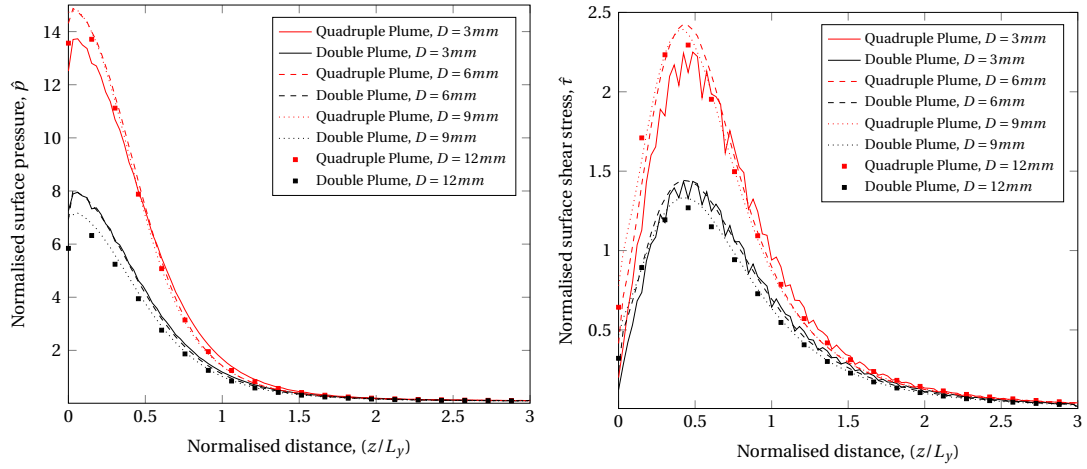 Normalised surface pressure, p̂
14
12
10
8
6
4
2
0
0.5
1
1.5
2
2.5
3
Normalised distance, (z/L_y)
Quadruple Plume, D = 3mm
Double Plume, D = 3mm
Quadruple Plume, D = 6mm
Double Plume, D = 6mm
Quadruple Plume, D = 9mm
Double Plume, D = 9mm
Quadruple Plume, D = 12mm
Double Plume, D = 12mm
Normalised surface shear stress, τ̂
2.5
2
1.5
1
0.5
0
0.5
1
1.5
2
2.5
3
Normalised distance, (z/L_y)
Quadruple Plume, D = 3mm
Double Plume, D = 3mm
Quadruple Plume, D = 6mm
Double Plume, D = 6mm
Quadruple Plume, D = 9mm
Double Plume, D = 9mm
Quadruple Plume, D = 12mm
Double Plume, D = 12mm